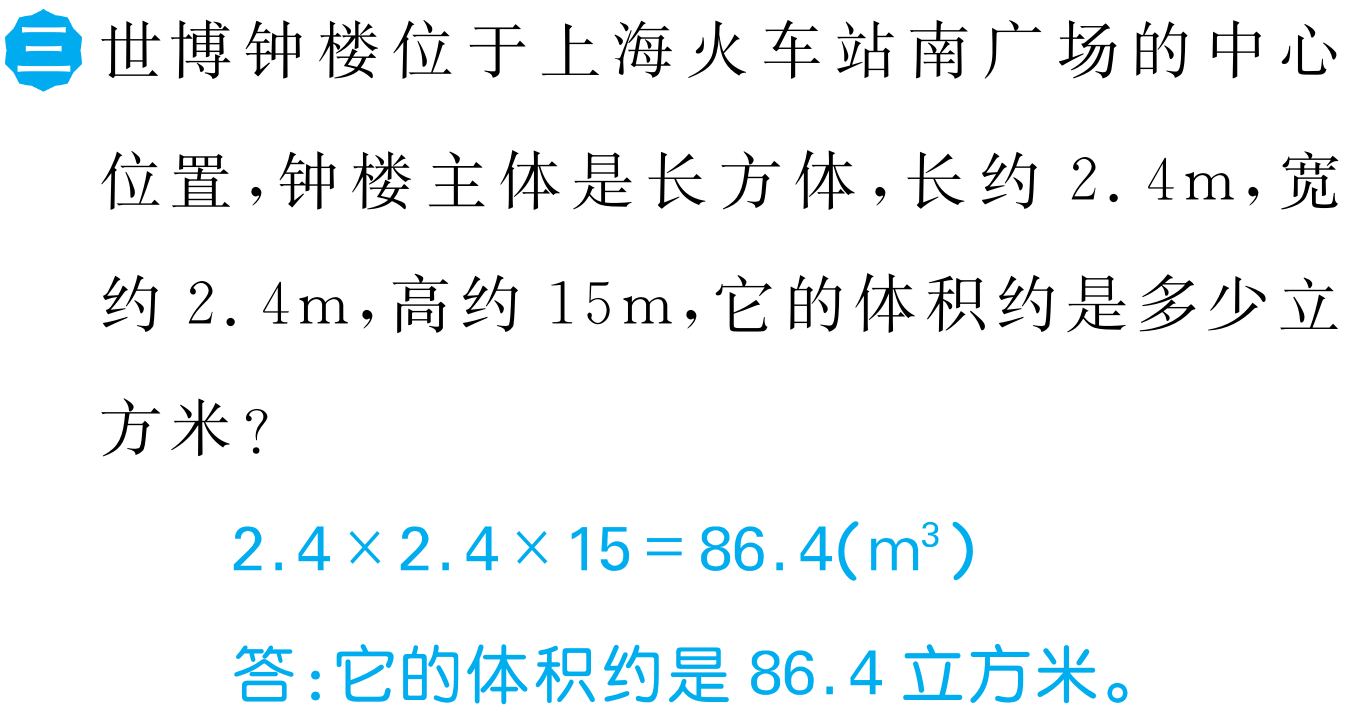 三 世博钟楼位于上海火车站南广场的中心
位置,钟楼主体是长方体,长约 2.4m,宽
约 2.4m,高约 15m,它的体积约是多少立
方米?
2.4×2.4×15=86.4(m³)
答:它的体积约是 86.4 立方米。